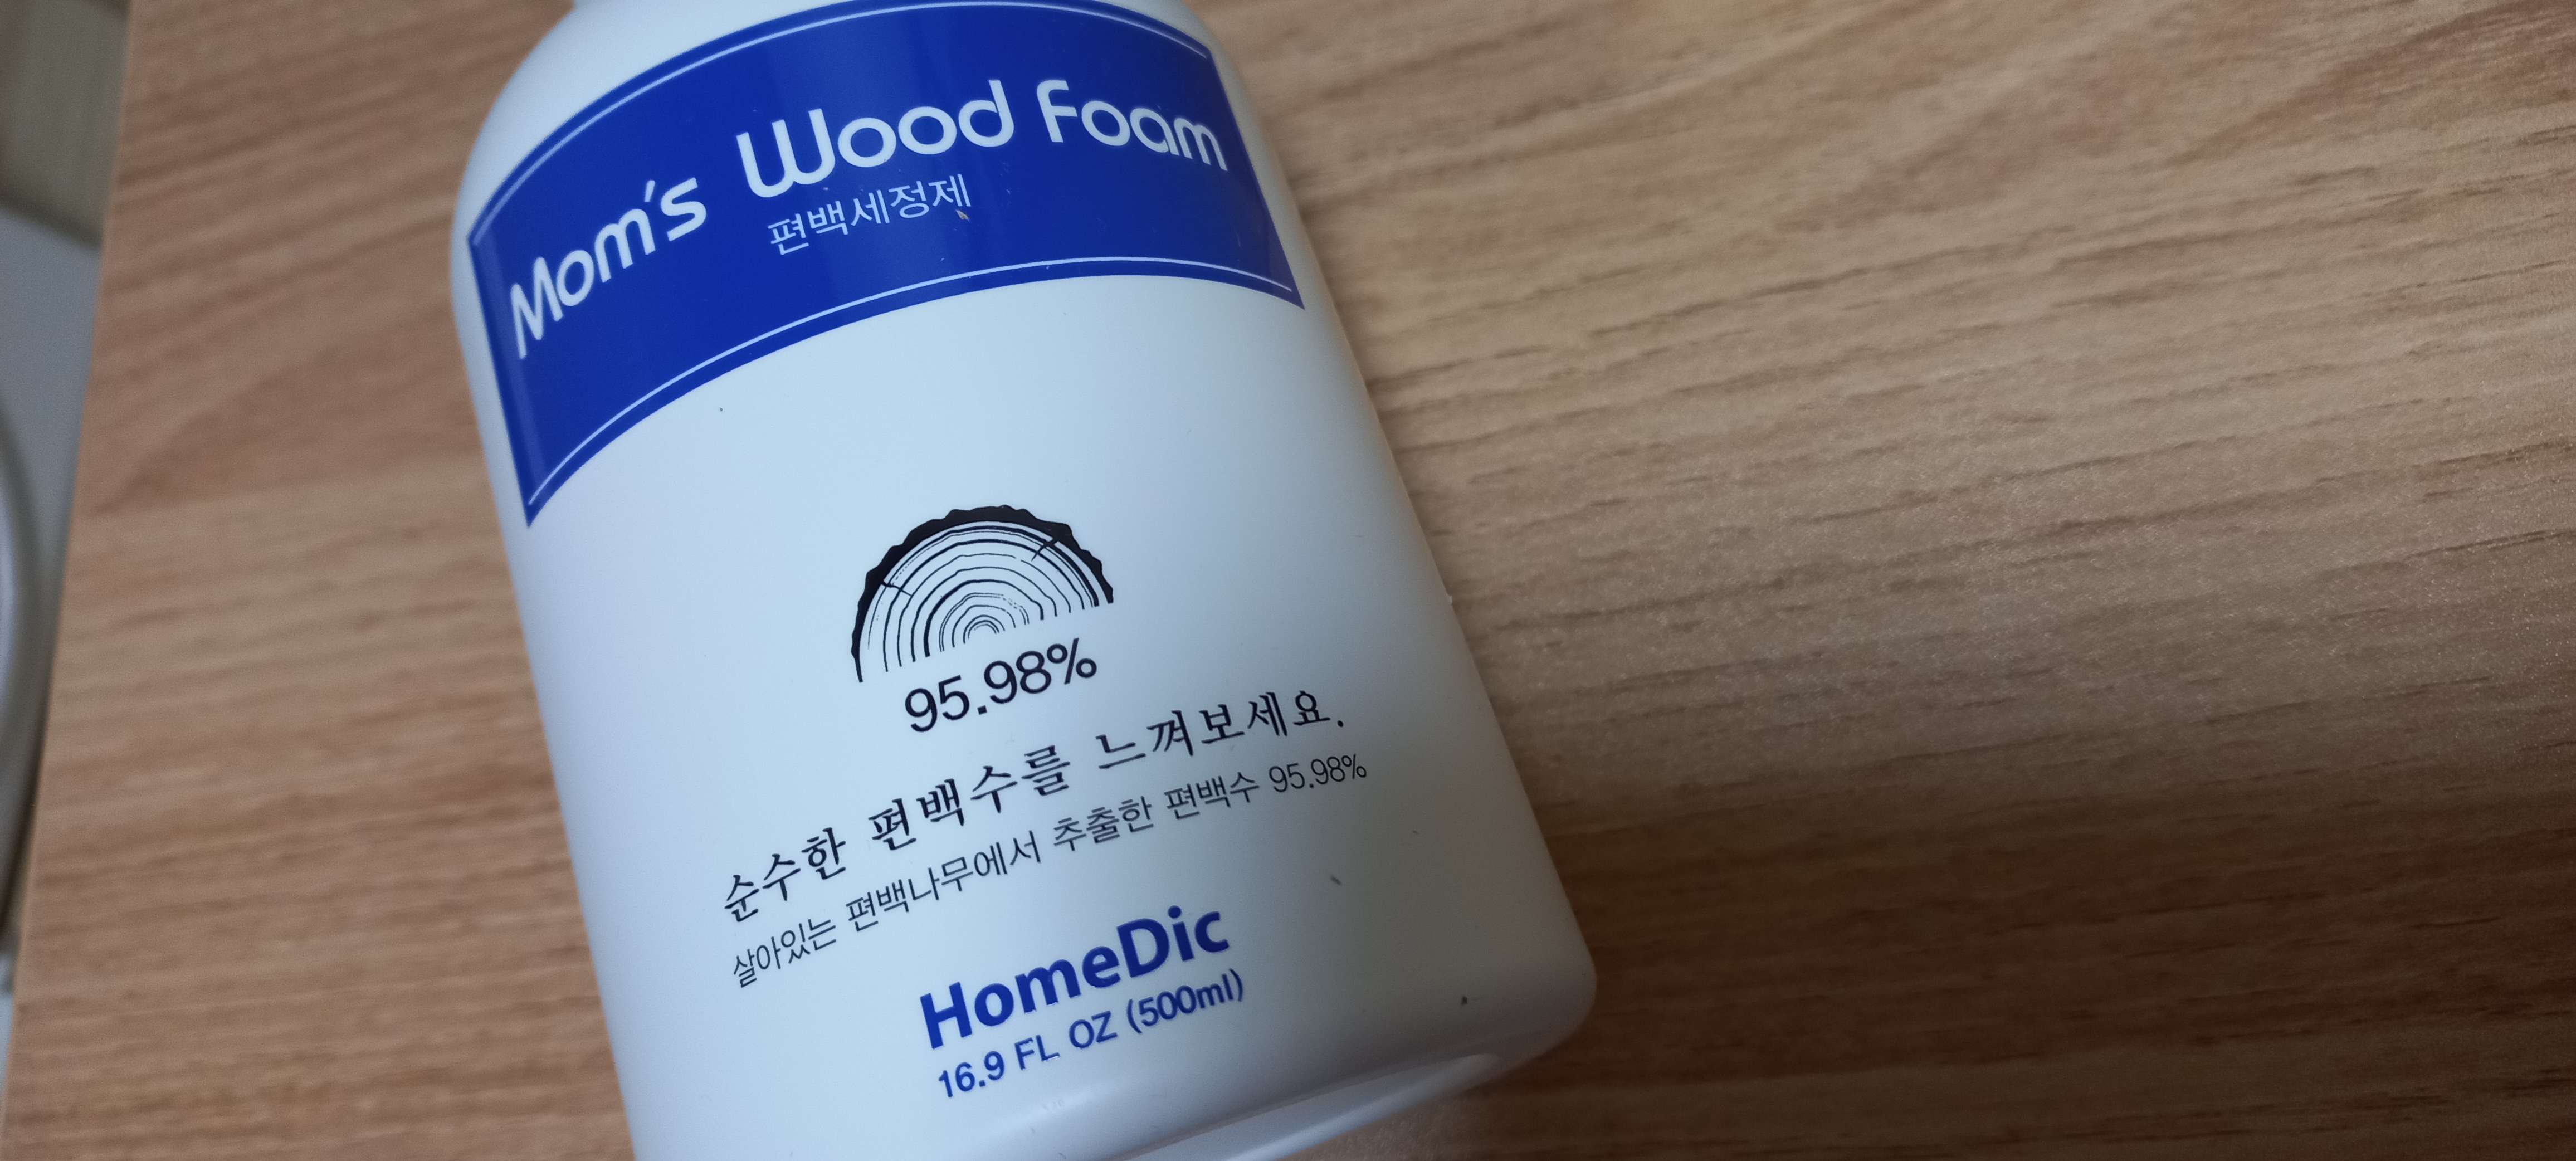 Mom's Wood Foam
편백세정제
95.98%
순수한 편백수를 느껴보세요.
살아있는 편백나무에서 추출한 편백수 95.98%
HomeDic
16.9 FL OZ (500ml)